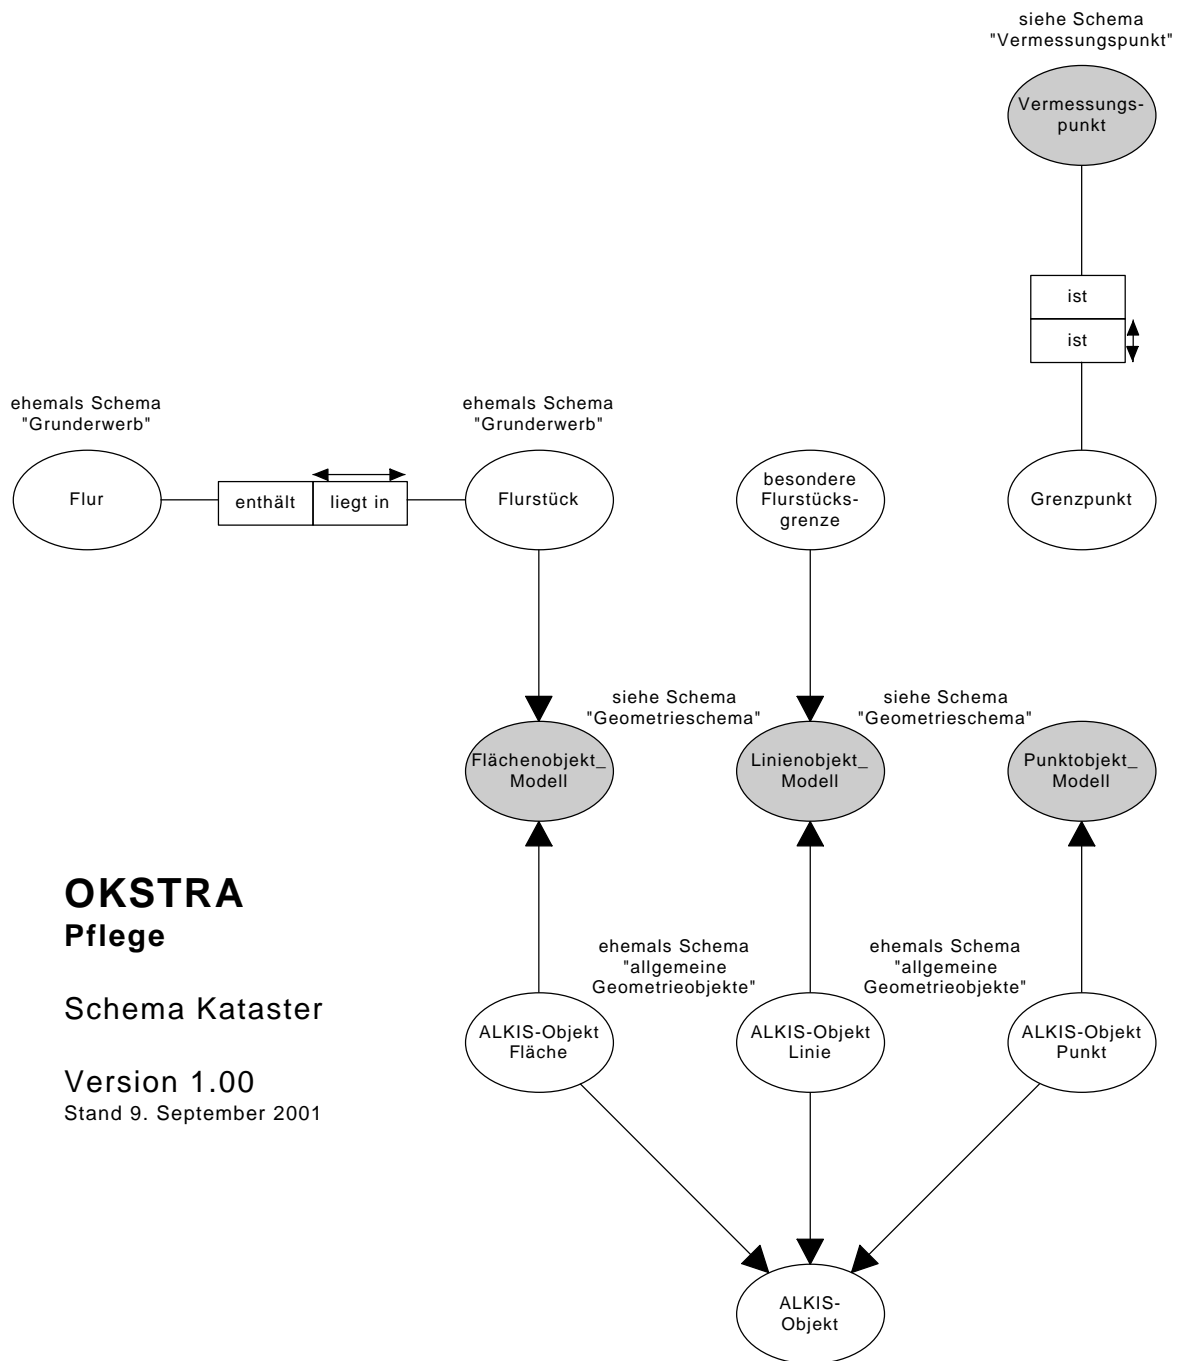 siehe Schema
"Vermessungspunkt"
Vermessungs-
punkt
ist
ist
ehemals Schema
"Grunderwerb"
ehemals Schema
"Grunderwerb"
Flur
enthält
liegt in
Flurstück
besondere
Flurstücks-
grenze
Grenzpunkt
siehe Schema
"Geometrieschema"
siehe Schema
"Geometrieschema"
Flächenobjekt_
Modell
Linienobjekt_
Modell
Punktobjekt_
Modell
OKSTRA
Pflege
Schema Kataster
Version 1.00
Stand 9. September 2001
ehemals Schema
"allgemeine
Geometrieobjekte"
ehemals Schema
"allgemeine
Geometrieobjekte"
ALKIS-Objekt
Fläche
ALKIS-Objekt
Linie
ALKIS-Objekt
Punkt
ALKIS-
Objekt